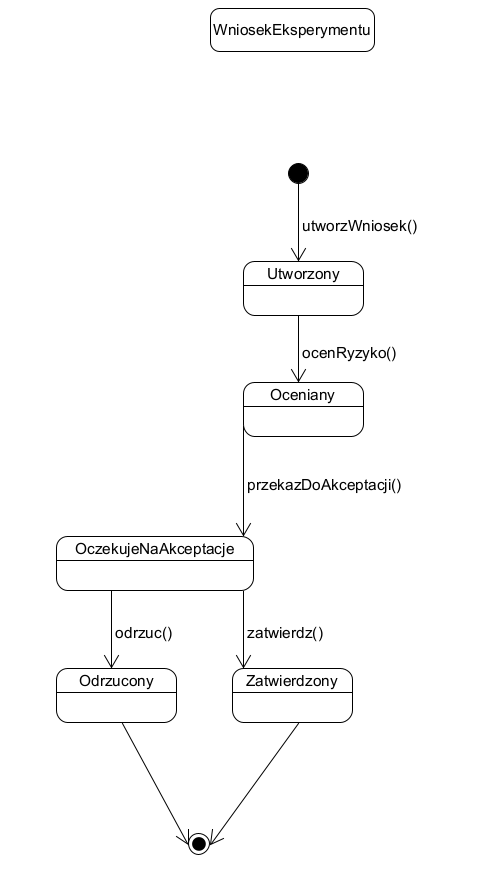 WniosekEksperymentu
utworzWniosek()
Utworzony
ocenRyzyko()
Oceniany
przekazDoAkceptacji()
OczekujeNaAkceptacje
odrzuc()
zatwierdz()
Odrzucony
Zatwierdzony